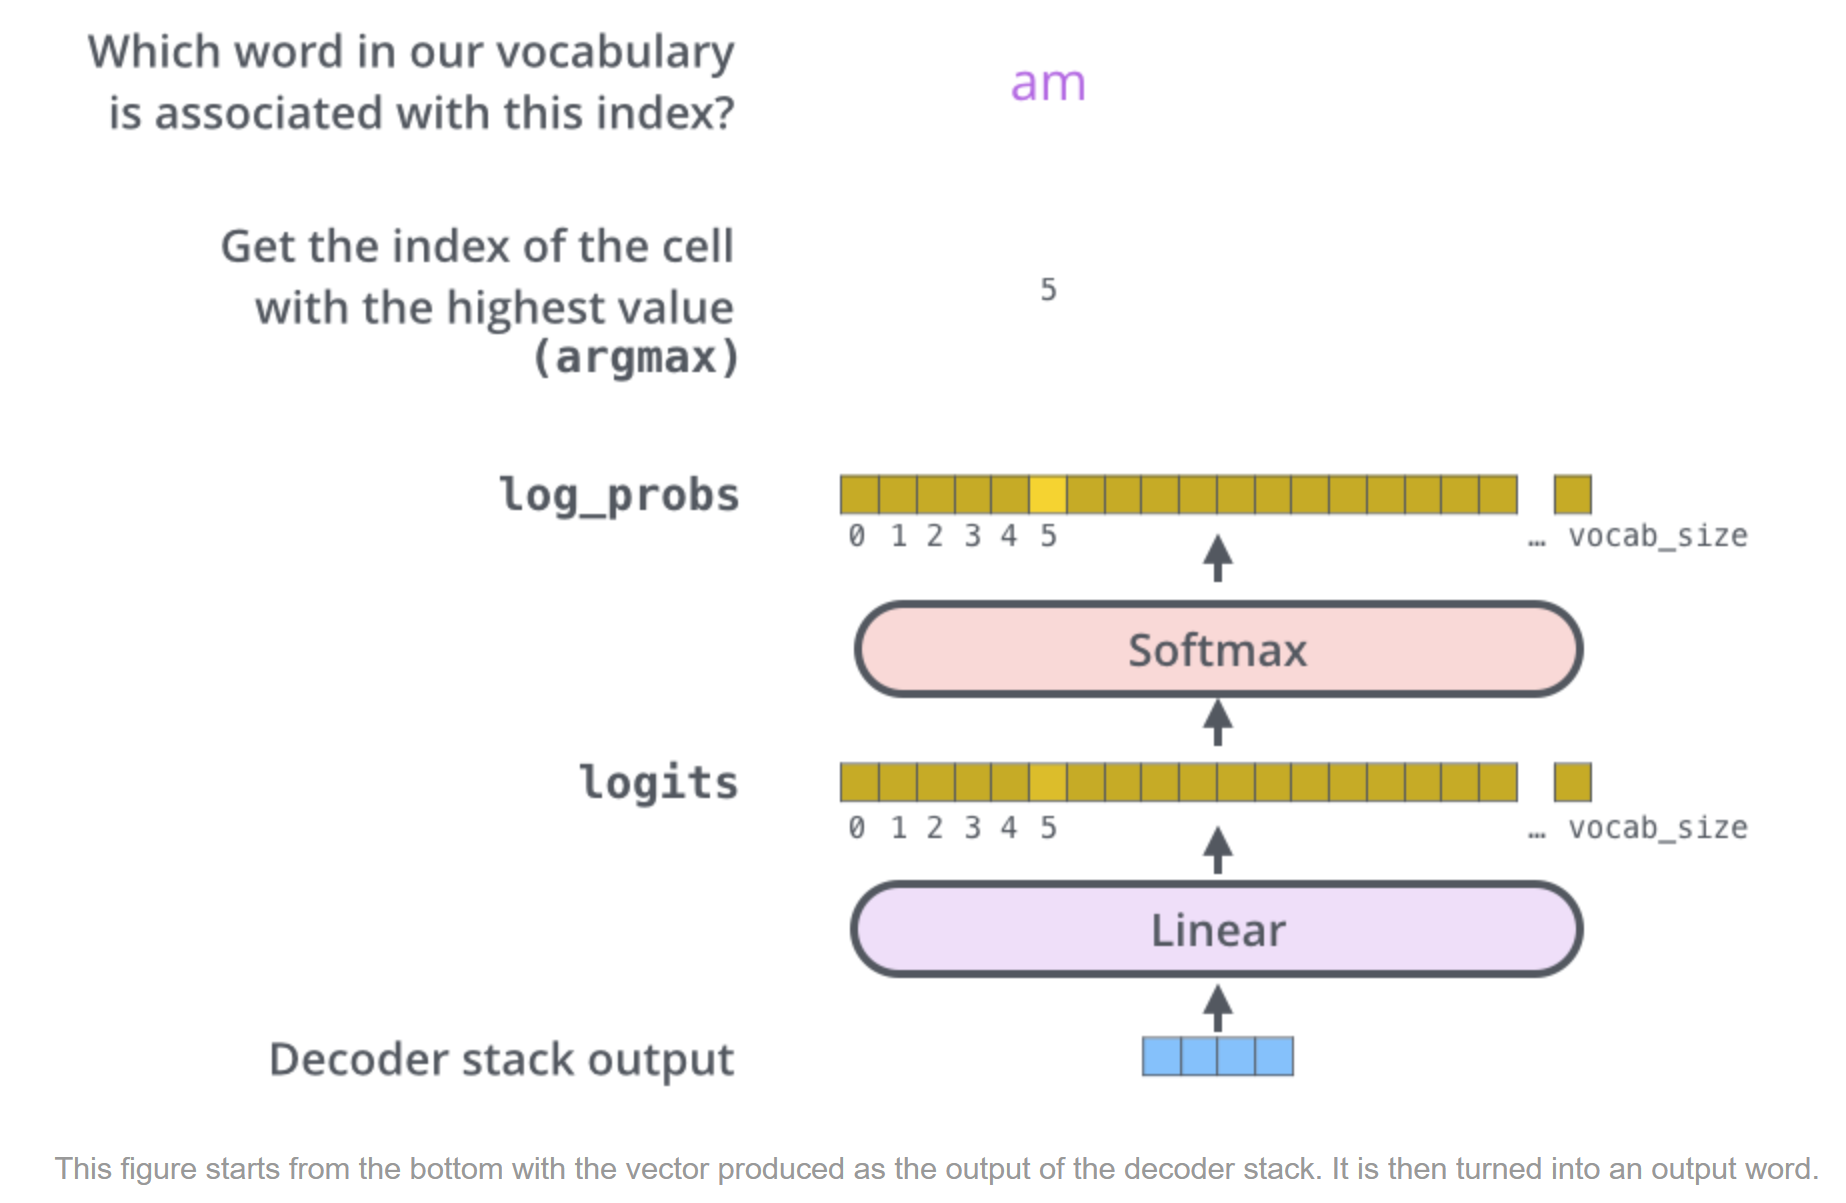 Which word in our vocabulary
is associated with this index?
am
Get the index of the cell
with the highest value
(argmax)
5
log_probs
0 1 2 3 4 5 … vocab_size
Softmax
logits
0 1 2 3 4 5 … vocab_size
Linear
Decoder stack output
This figure starts from the bottom with the vector produced as the output of the decoder stack. It is then turned into an output word.